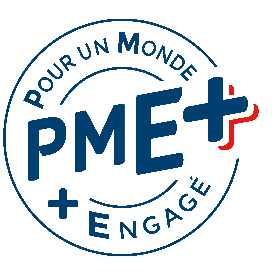 POUR UN MONDE
PME+
+ ENGAGÉ